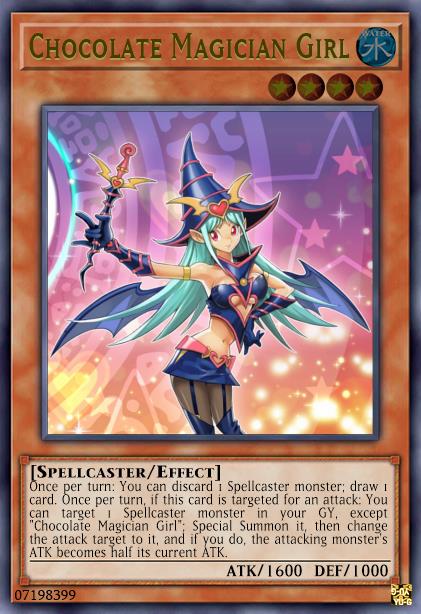 Chocolate Magician Girl
WATER
水
[Spellcaster/Effect]
Once per turn: You can discard 1 Spellcaster monster; draw 1
card. Once per turn, if this card is targeted for an attack: You
can target 1 Spellcaster monster in your GY, except
"Chocolate Magician Girl"; Special Summon it, then change
the attack target to it, and if you do, the attacking monster's
ATK becomes half its current ATK.
ATK/1600 DEF/1000
07198399